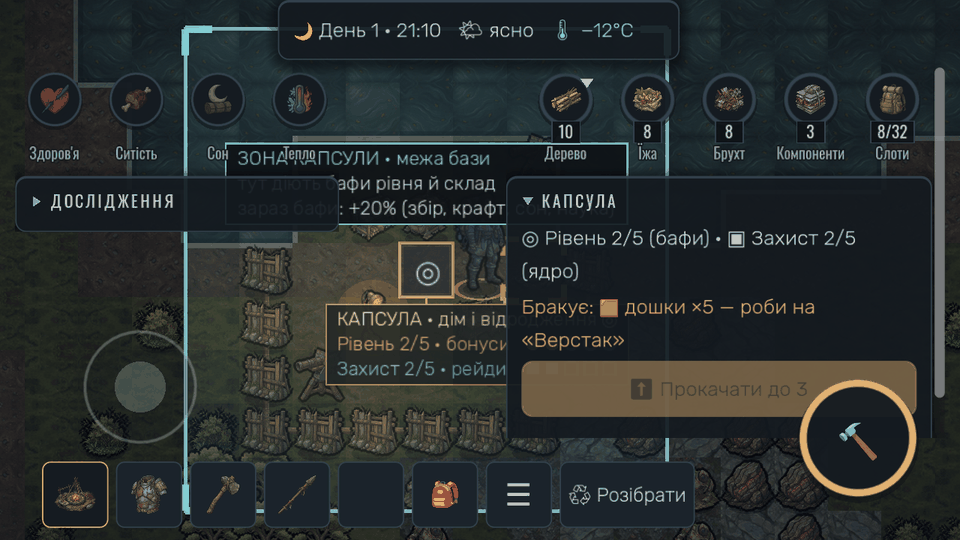 День 1 • 21:10 ясно −12°C
Здоров'я
Ситість
Сон
Тепло
10
Дерево
8
Їжа
8
Брухт
3
Компоненти
8/32
Слоти
ЗОНА КАПСУЛИ • межа бази
тут діють бафи рівня й склад
зараз бафи: +20% (збір, крафт
ДОСЛІДЖЕННЯ
КАПСУЛА
Рівень 2/5 (бафи) • Захист 2/5
(ядро)
Бракує: дошки ×5 — роби на
«Верстак»
Прокачати до 3
КАПСУЛА • дім і від
Рівень 2/5 • бонуси
Захист 2/5 • рейди
Розібрати